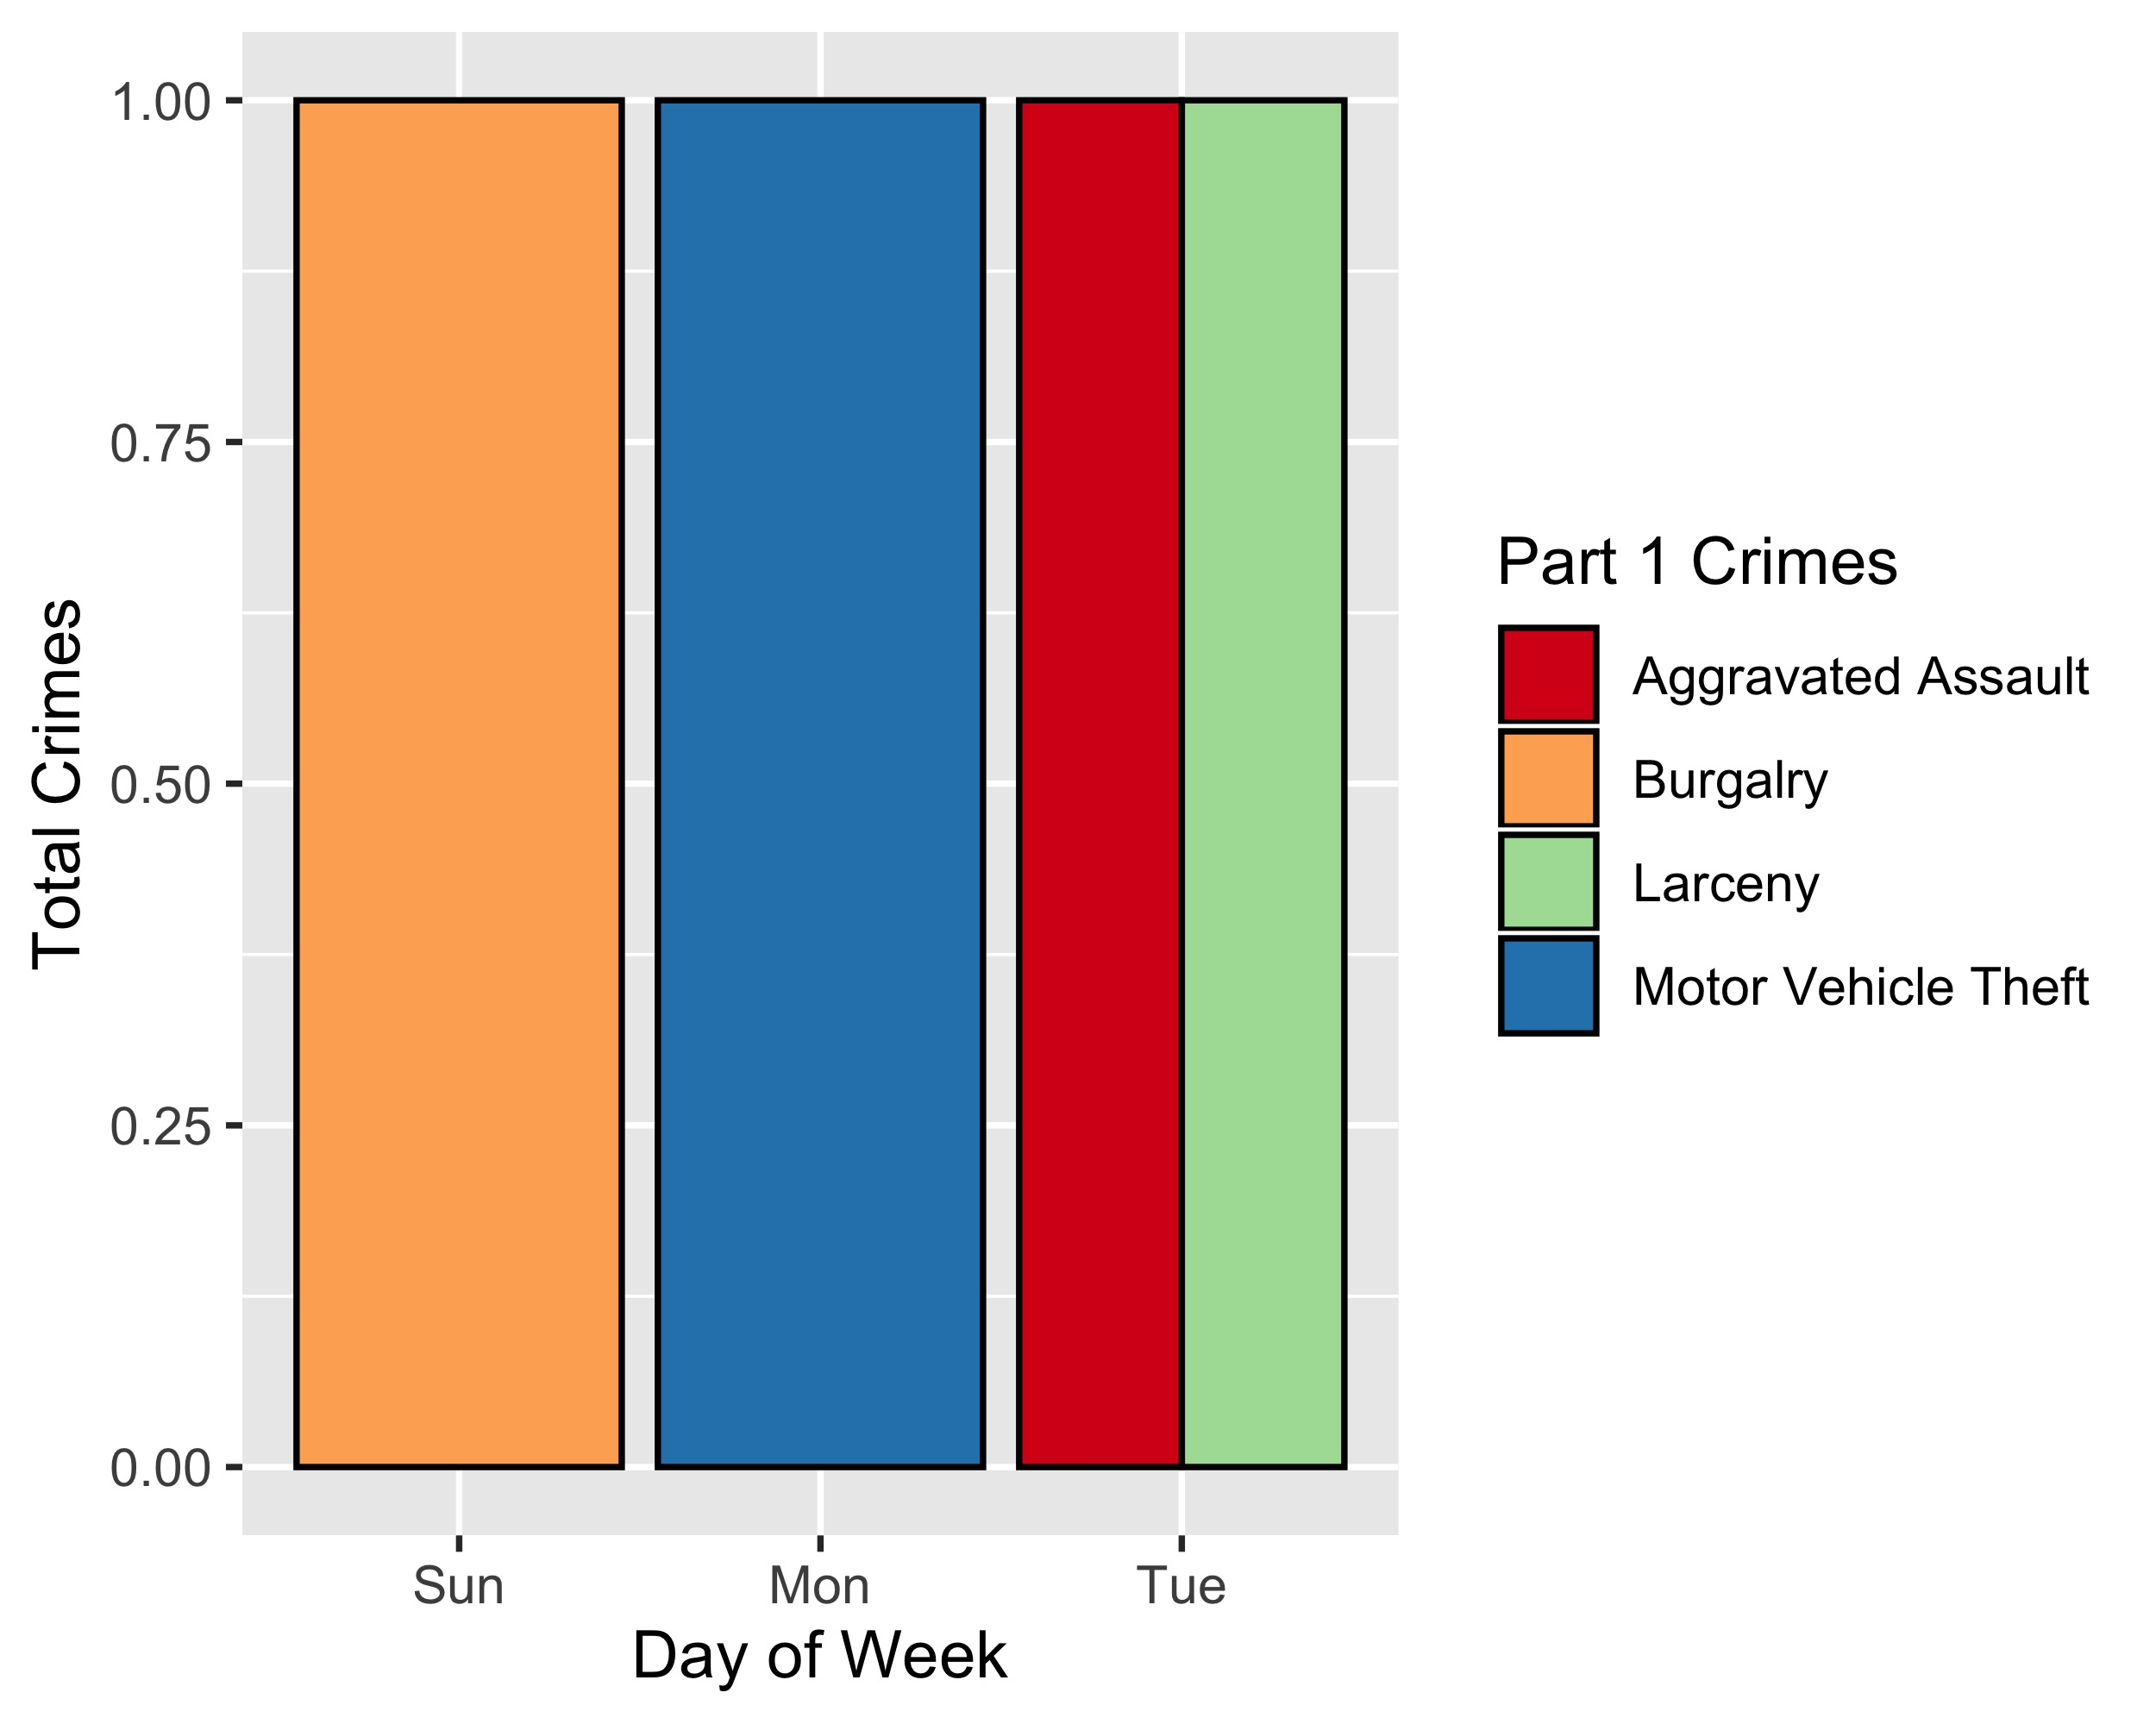 1.00
0.75
0.50
0.25
0.00
Total Crimes
Sun Mon Tue
Day of Week
Part 1 Crimes
Aggravated Assault
Burgalry
Larceny
Motor Vehicle Theft